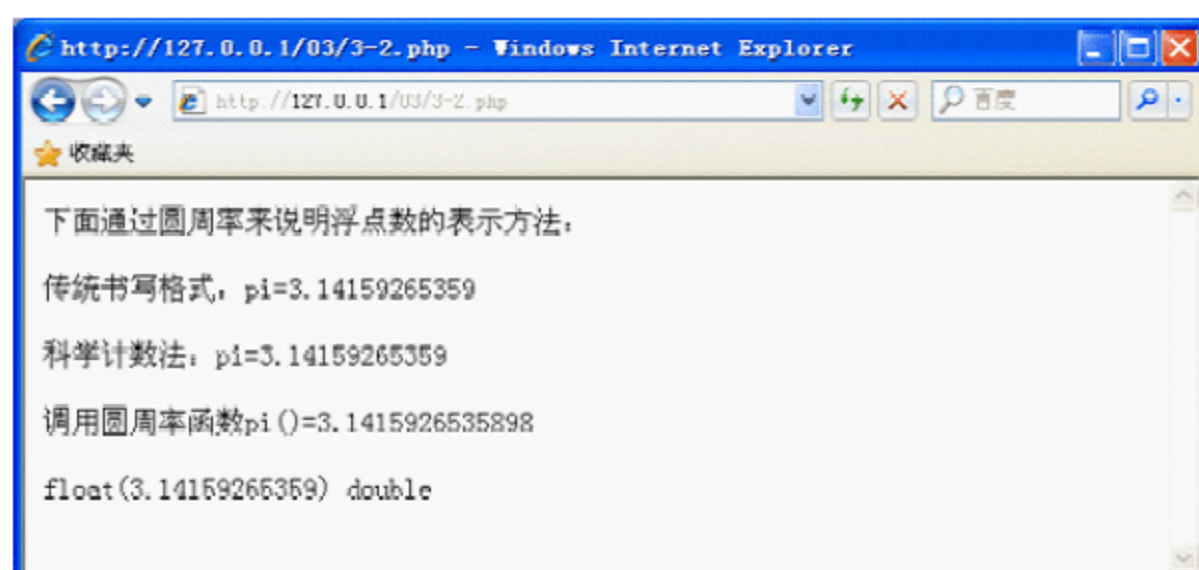 http://127.0.0.1/03/3-2.php - Windows Internet Explorer
http://127.0.0.1/03/3-2.php
百度
收藏夹
下面通过圆周率来说明浮点数的表示方法：
传统书写格式：pi=3.14159265359
科学计数法：pi=3.14159265359
调用圆周率函数pi()=3.1415926535898
float(3.14159265359) double